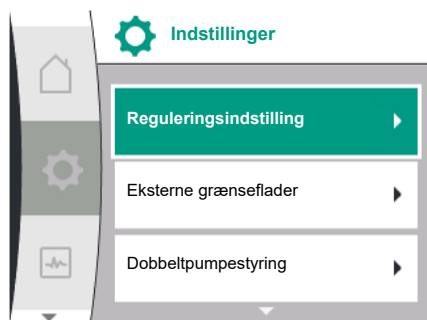 Indstillinger
Reguleringsindstilling
Eksterne grænseflader
Dobbeltpumpestyring